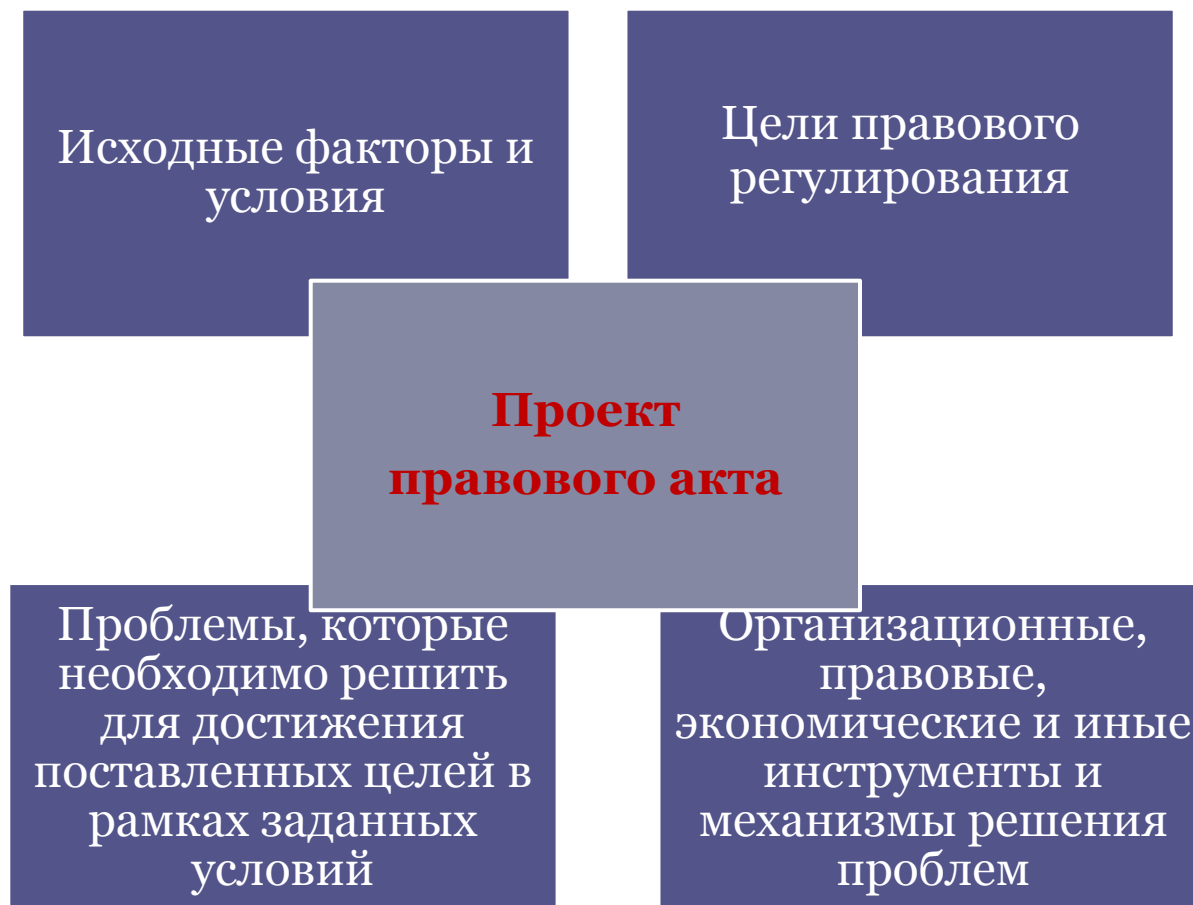 Исходные факторы и
условия
Цели правового
регулирования
Проект
правового акта
Проблемы, которые
необходимо решить
для достижения
поставленных целей в
рамках заданных
условий
Организационные,
правовые,
экономические и иные
инструменты и
механизмы решения
проблем